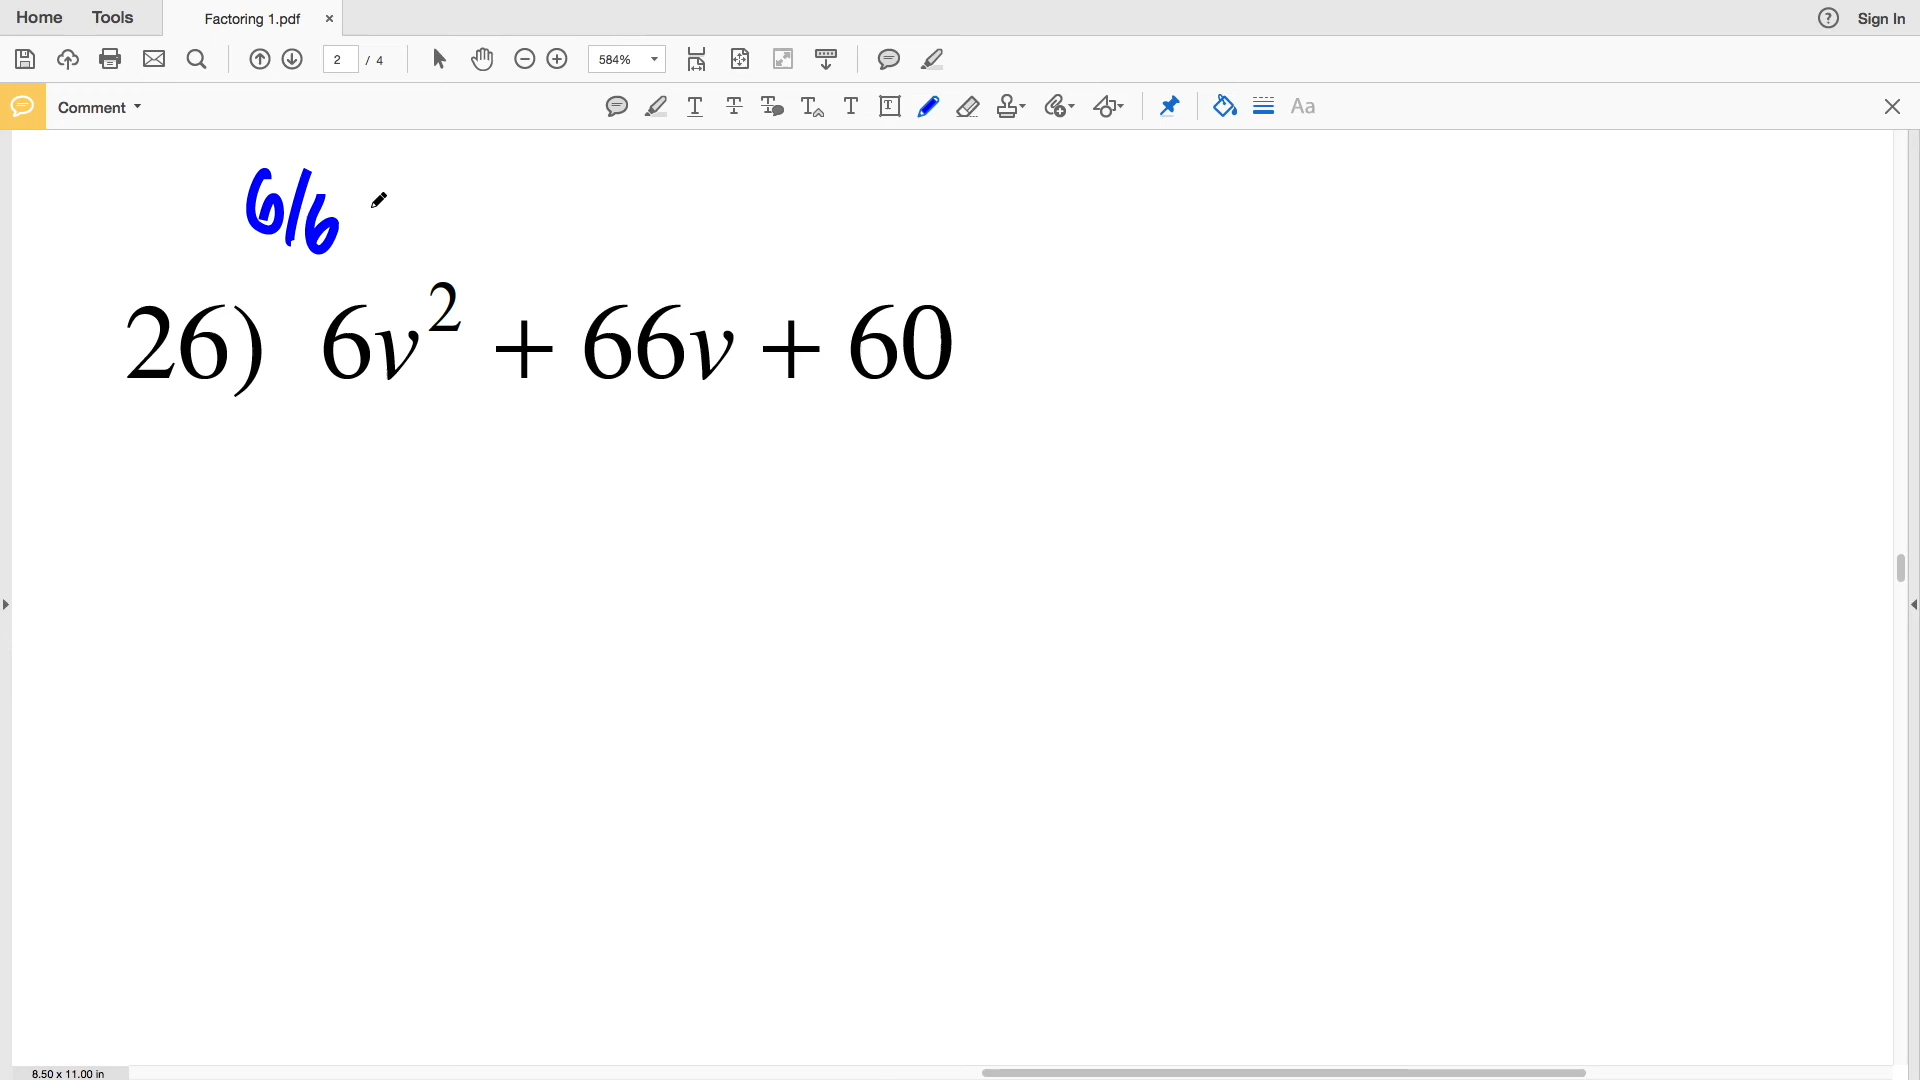 Home Tools Factoring 1.pdf × ? Sign In
2 / 4 584%
Comment Aa
6/6
26) 6v² + 66v + 60
8.50 x 11.00 in